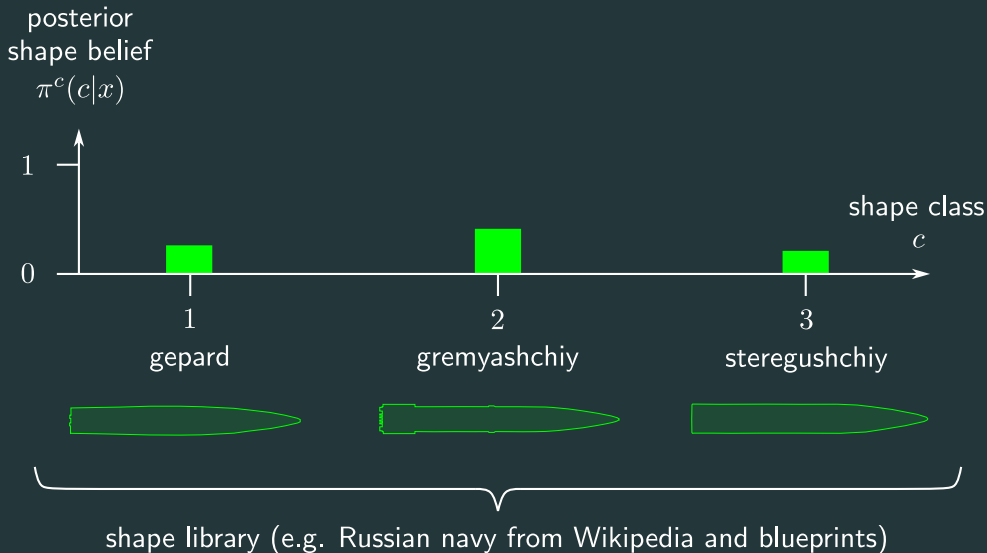 posterior
shape belief
π^c(c|x)
1
0
shape class
c
1
2
3
gepard
gremyashchiy
steregushchiy
shape library (e.g. Russian navy from Wikipedia and blueprints)